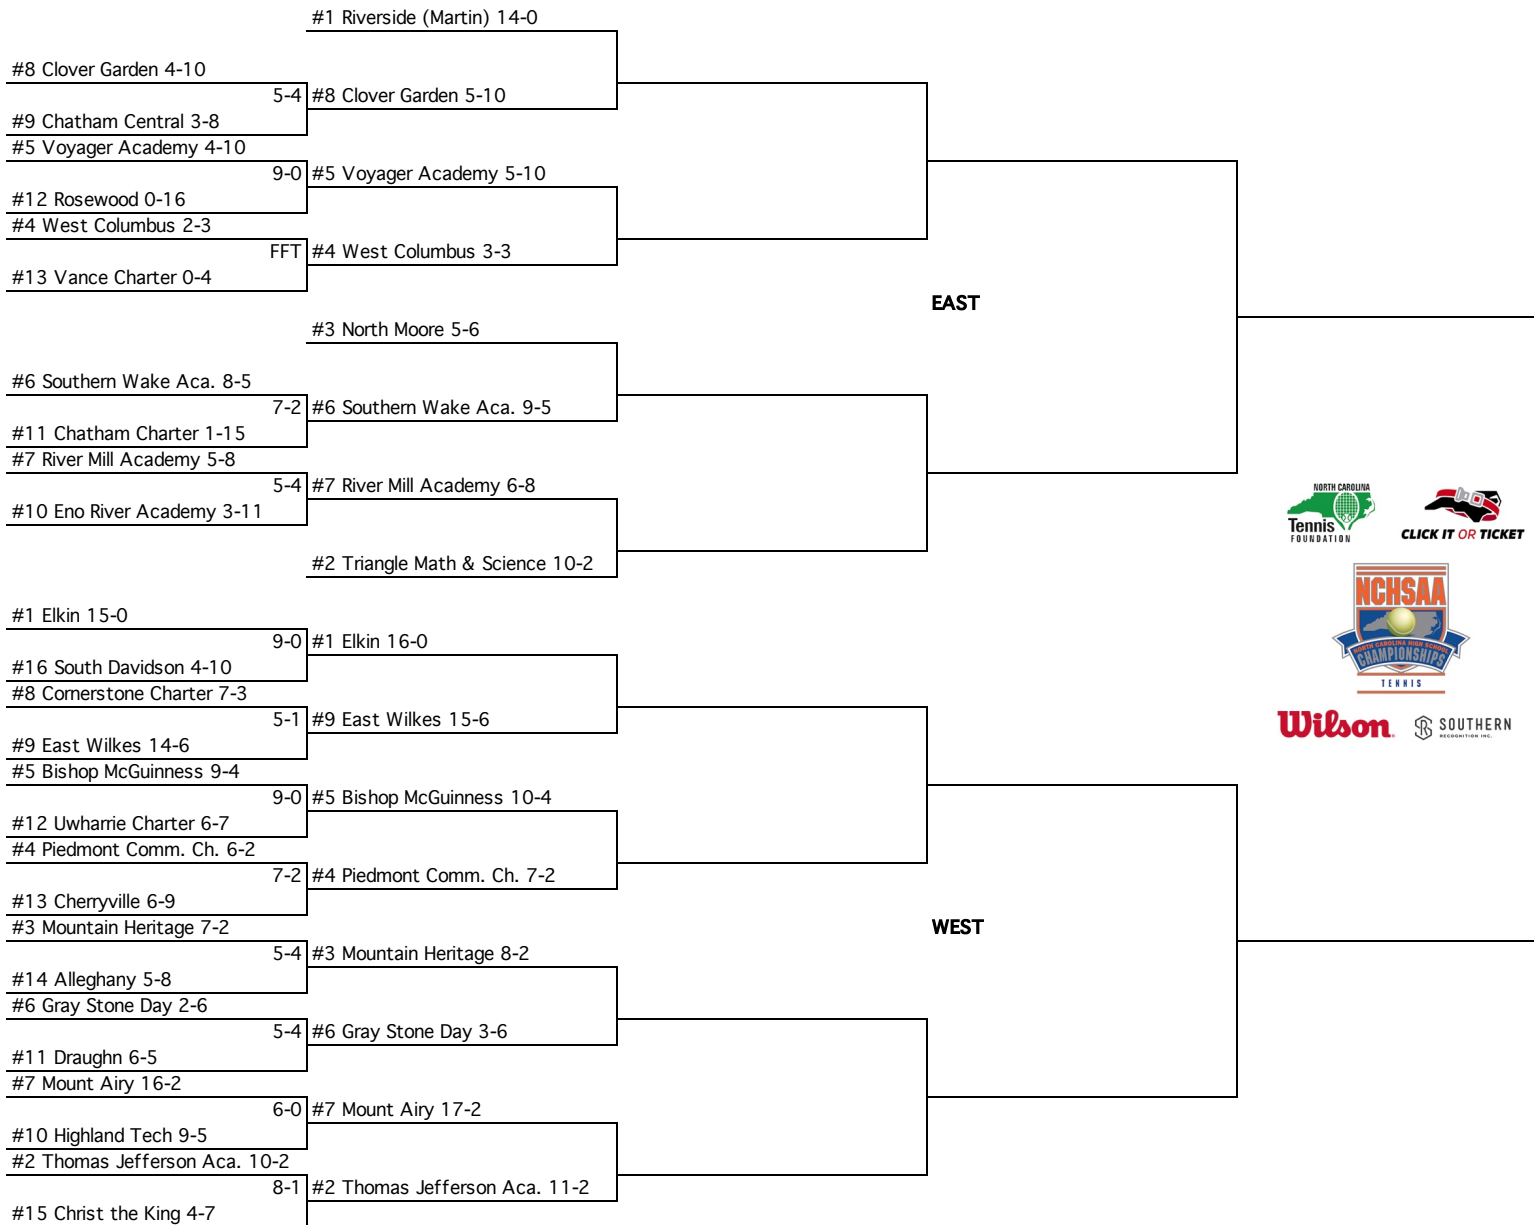 #1 Riverside (Martin) 14-0
#8 Clover Garden 4-10
5-4 #8 Clover Garden 5-10
#9 Chatham Central 3-8
#5 Voyager Academy 4-10
9-0 #5 Voyager Academy 5-10
#12 Rosewood 0-16
#4 West Columbus 2-3
FFT #4 West Columbus 3-3
#13 Vance Charter 0-4
EAST
#3 North Moore 5-6
#6 Southern Wake Aca. 8-5
7-2 #6 Southern Wake Aca. 9-5
#11 Chatham Charter 1-15
#7 River Mill Academy 5-8
5-4 #7 River Mill Academy 6-8
#10 Eno River Academy 3-11
#2 Triangle Math & Science 10-2
#1 Elkin 15-0
9-0 #1 Elkin 16-0
#16 South Davidson 4-10
#8 Cornerstone Charter 7-3
5-1 #9 East Wilkes 15-6
#9 East Wilkes 14-6
#5 Bishop McGuinness 9-4
9-0 #5 Bishop McGuinness 10-4
#12 Uwharrie Charter 6-7
#4 Piedmont Comm. Ch. 6-2
7-2 #4 Piedmont Comm. Ch. 7-2
#13 Cherryville 6-9
#3 Mountain Heritage 7-2
WEST
5-4 #3 Mountain Heritage 8-2
#14 Alleghany 5-8
#6 Gray Stone Day 2-6
5-4 #6 Gray Stone Day 3-6
#11 Draughn 6-5
#7 Mount Airy 16-2
6-0 #7 Mount Airy 17-2
#10 Highland Tech 9-5
#2 Thomas Jefferson Aca. 10-2
8-1 #2 Thomas Jefferson Aca. 11-2
#15 Christ the King 4-7
NORTH CAROLINA
Tennis
FOUNDATION
CLICK IT OR TICKET
NCHSAA
NORTH CAROLINA HIGH SCHOOL
CHAMPIONSHIPS
TENNIS
Wilson.
SOUTHERN
RECOGNITION INC.